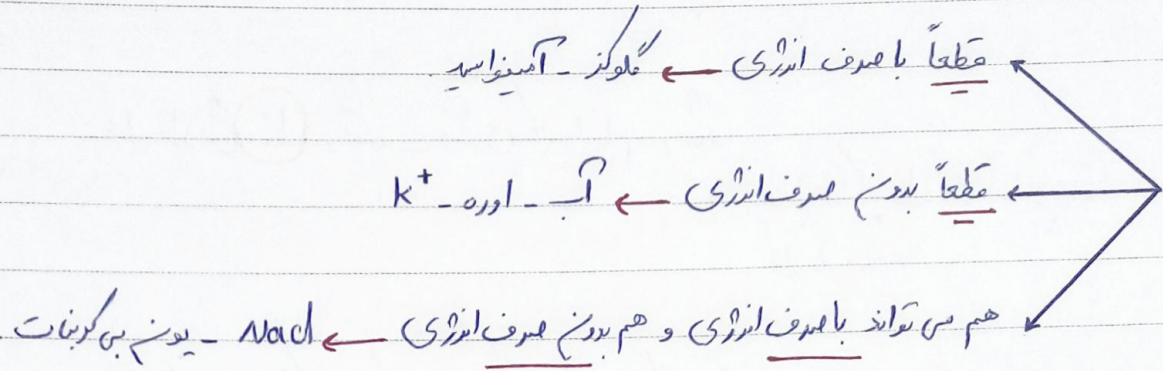 قطعاً با صرف انرژی ← گلوکز - آمینواسید
قطعاً بدون صرف انرژی ← آب - اوره - K⁺
هم می تواند با صرف انرژی و هم بدون صرف انرژی ← NaCl - یون بی کربنات.